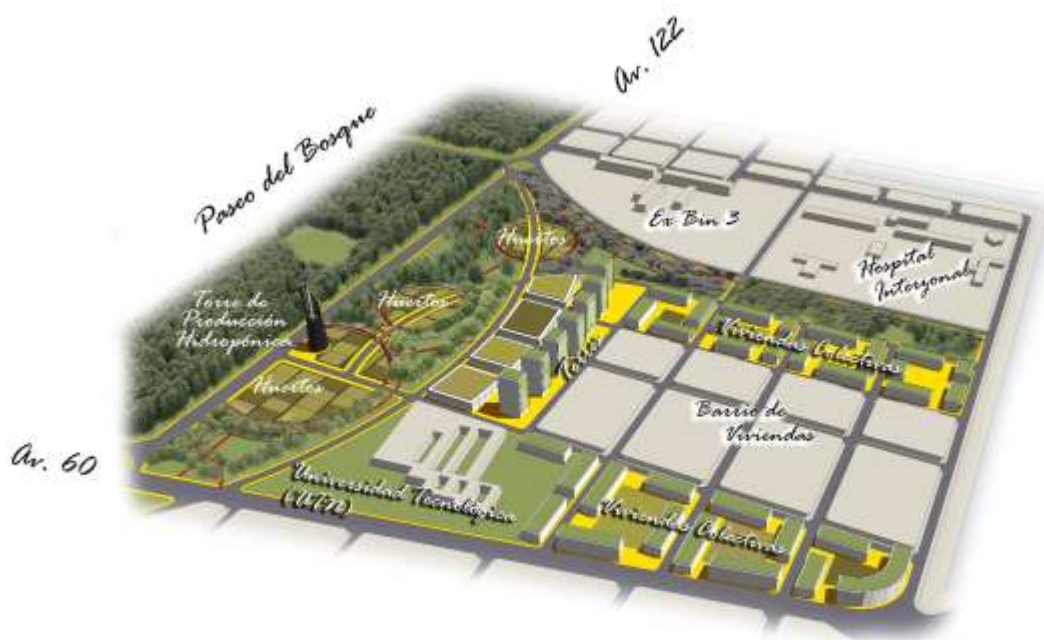 Av. 122
Paseo del Bosque
Ex Bin 3
Huertos
Hospital
Interzonal
Huertos
Torre de
Producción
Hidropónica
Viviendas Colectivas
Torres
Huertos
Barrio de
Viviendas
Av. 60
Universidad Tecnológica
(UTN)
Viviendas Colectivas